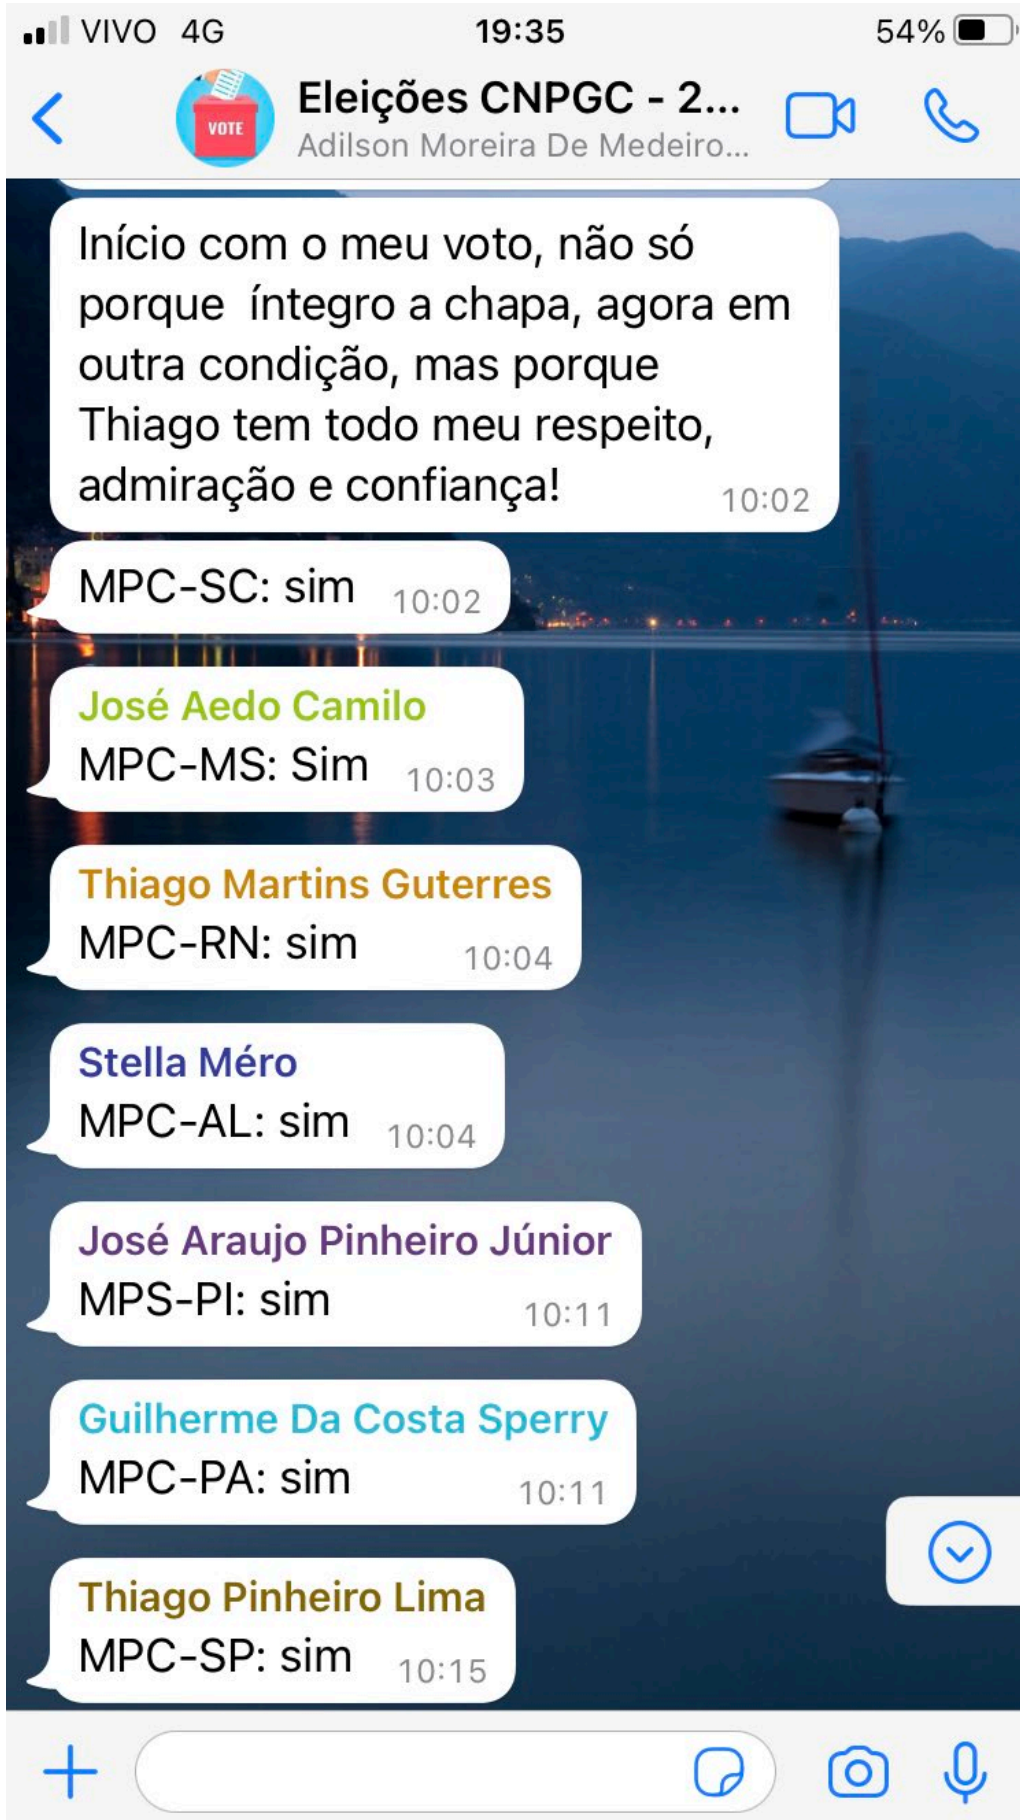 VIVO 4G
19:35
54%
VOTE
Eleições CNPGC - 2...
Adilson Moreira De Medeiro...
Início com o meu voto, não só
porque íntegro a chapa, agora em
outra condição, mas porque
Thiago tem todo meu respeito,
admiração e confiança!
10:02
MPC-SC: sim 10:02
José Aedo Camilo
MPC-MS: Sim 10:03
Thiago Martins Guterres
MPC-RN: sim 10:04
Stella Méro
MPC-AL: sim 10:04
José Araujo Pinheiro Júnior
MPS-PI: sim 10:11
Guilherme Da Costa Sperry
MPC-PA: sim 10:11
Thiago Pinheiro Lima
MPC-SP: sim 10:15